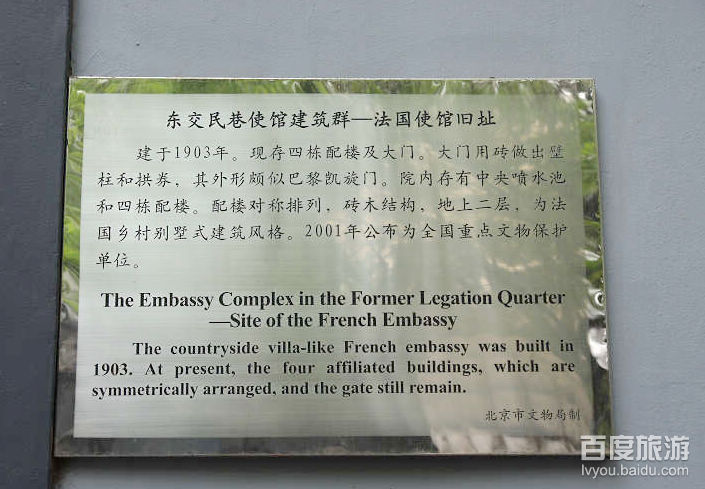 东交民巷使馆建筑群—法国使馆旧址
建于1903年。现存四栋配楼及大门。大门用砖做出壁
柱和拱券，其外形颇似巴黎凯旋门。院内存有中央喷水池
和四栋配楼。配楼对称排列，砖木结构，地上二层，为法
国乡村别墅式建筑风格。2001年公布为全国重点文物保护
单位。
The Embassy Complex in the Former Legation Quarter
—Site of the French Embassy
The countryside villa-like French embassy was built in
1903. At present, the four affiliated buildings, which are
symmetrically arranged, and the gate still remain.
北京市文物局制
百度旅游
lvyou.baidu.com